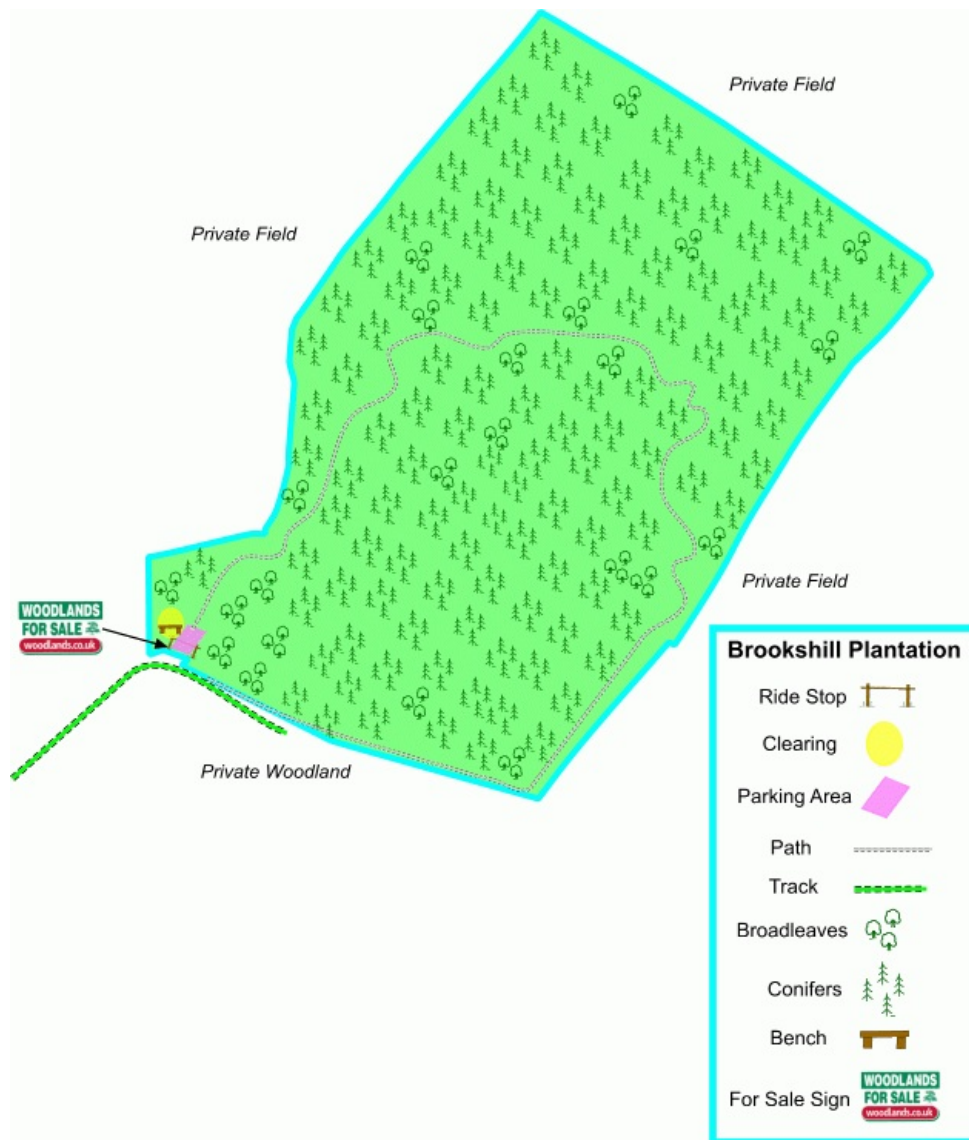 Private Field
Private Field
Private Field
WOODLANDS
FOR SALE
woodlands.co.uk
Private Woodland
Brookshill Plantation
Ride Stop
Clearing
Parking Area
Path
Track
Broadleaves
Conifers
Bench
For Sale Sign
WOODLANDS
FOR SALE
woodlands.co.uk